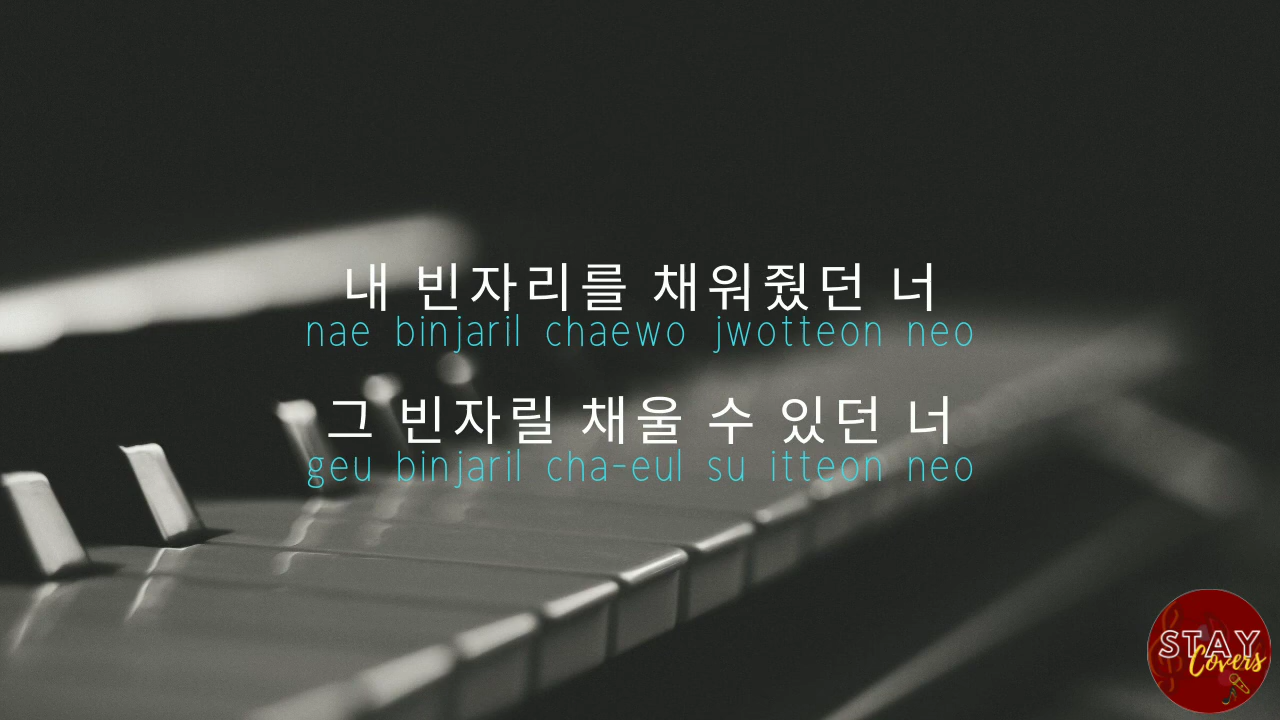 내 빈자리를 채워줬던 너
nae binjaril chaewo jwotteon neo
그 빈자릴 채울 수 있던 너
geu binjaril cha-eul su itteon neo
STAY
Covers